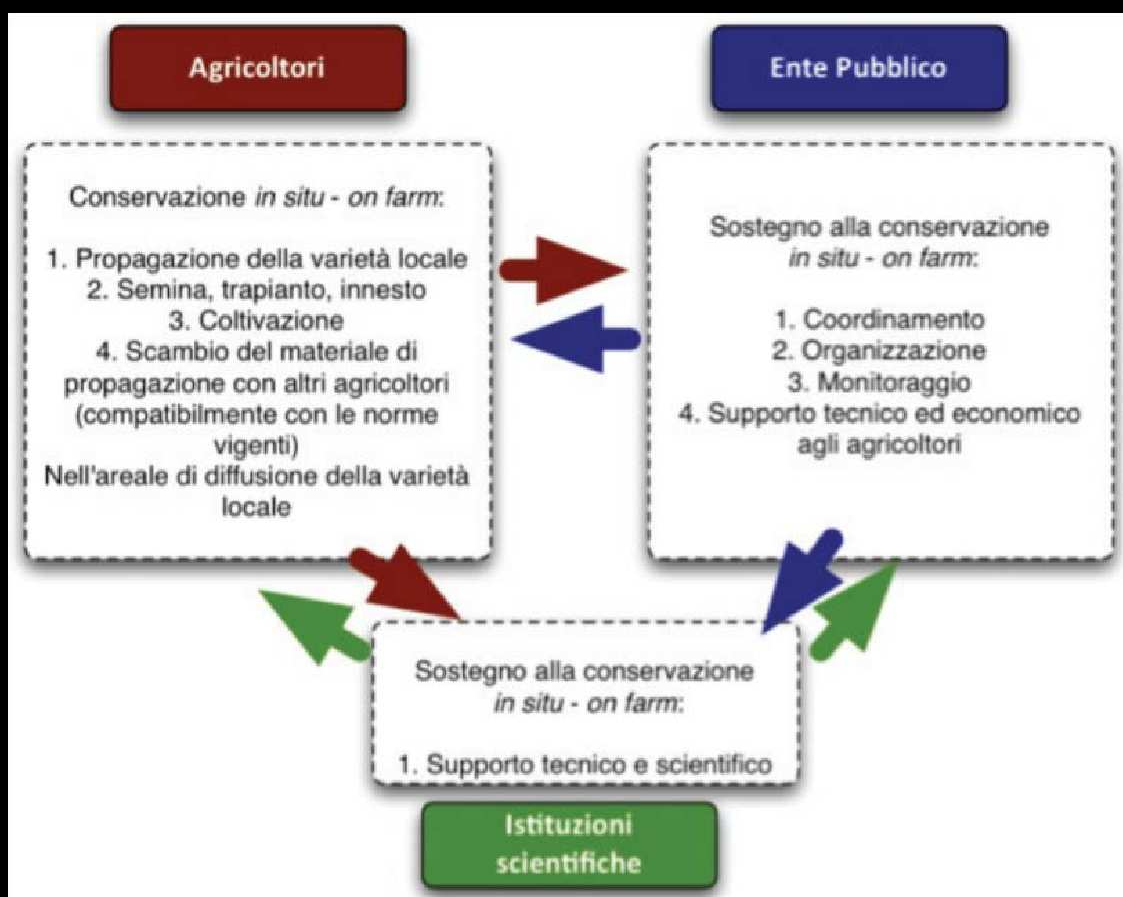 Agricoltori
Conservazione in situ - on farm:
1. Propagazione della varietà locale
2. Semina, trapianto, innesto
3. Coltivazione
4. Scambio del materiale di
propagazione con altri agricoltori
(compatibilmente con le norme
vigenti)
Nell'areale di diffusione della varietà
locale
Ente Pubblico
Sostegno alla conservazione
in situ - on farm:
1. Coordinamento
2. Organizzazione
3. Monitoraggio
4. Supporto tecnico ed economico
agli agricoltori
Sostegno alla conservazione
in situ - on farm:
1. Supporto tecnico e scientifico
Istituzioni
scientifiche